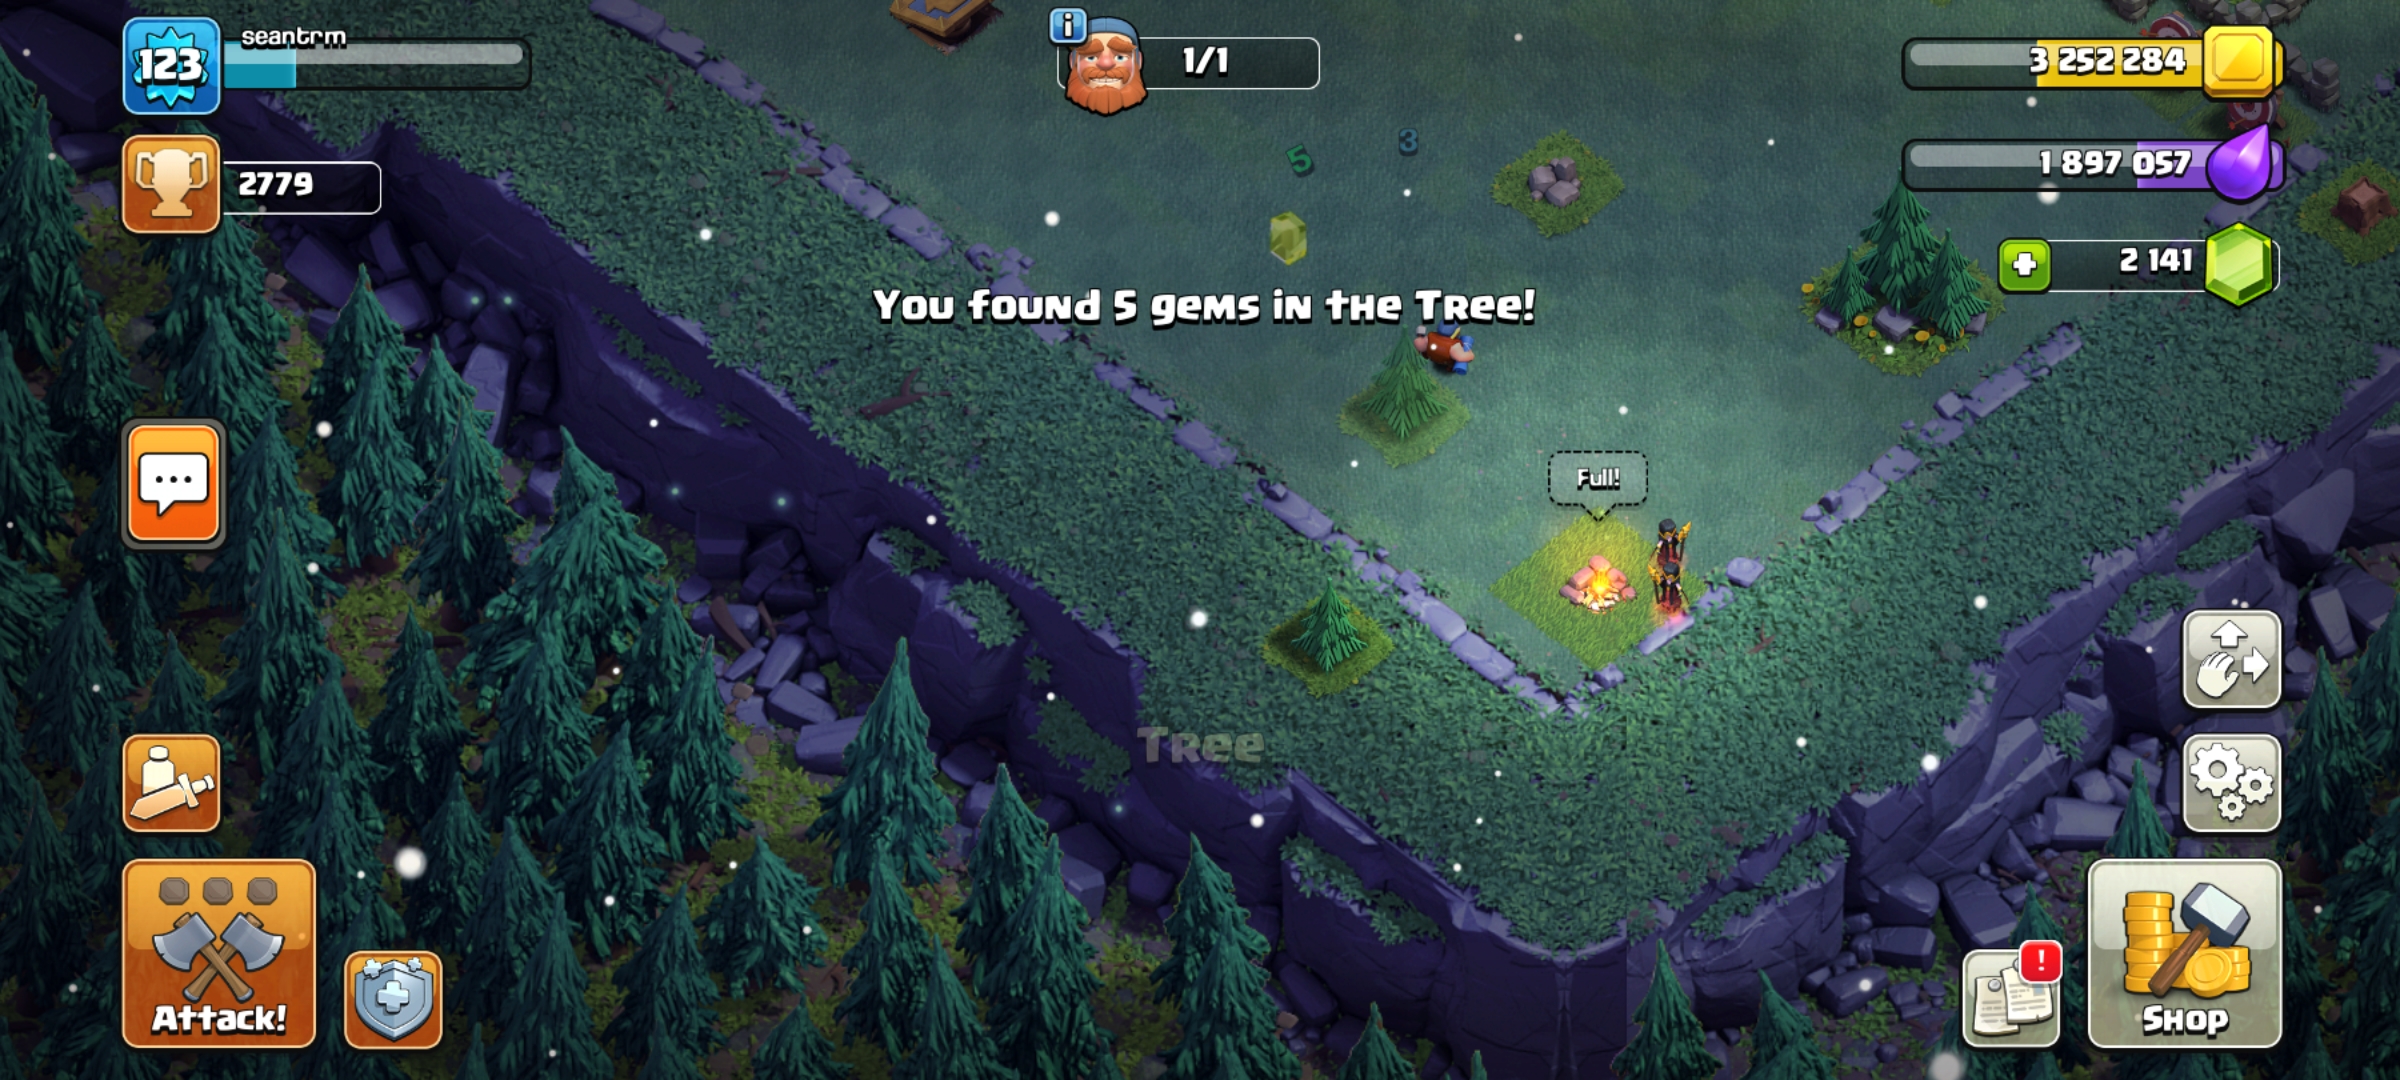 123
seantrm
1/1
3 252 284
2779
1 897 057
5
3
2 141
You found 5 gems in the Tree!
Full!
Tree
Attack!
!
Shop